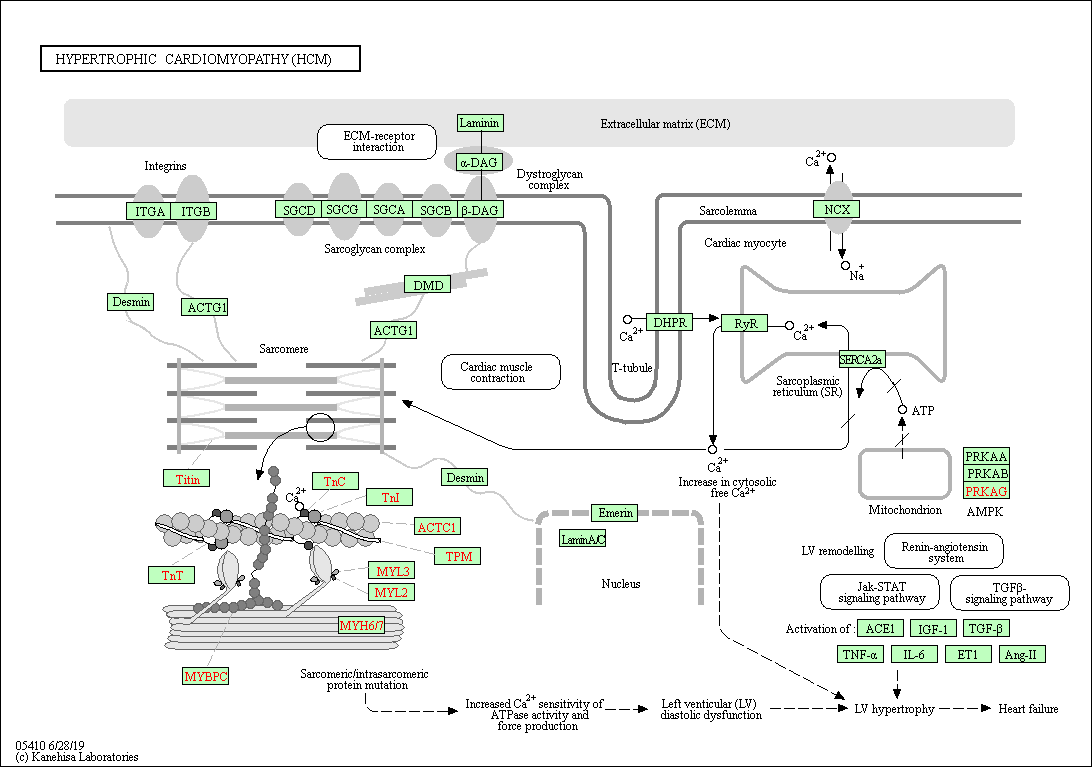 HYPERTROPHIC CARDIOMYOPATHY (HCM)
Laminin
Extracellular matrix (ECM)
ECM-receptor
interaction
α-DAG
Ca2+
Integrins
Dystroglycan
complex
ITGA
ITGB
SGCD
SGCG
SGCA
SGCB
β-DAG
Sarcolemma
NCX
Sarcoglycan complex
Cardiac myocyte
Na+
DMD
Desmin
ACTG1
ACTG1
DHPR
RyR
Ca2+
Ca2+
Sarcomere
T-tubule
SERCA2a
Cardiac muscle
contraction
Sarcoplasmic
reticulum (SR)
ATP
Ca2+
Increase in cytosolic
free Ca2+
PRKAA
PRKAB
PRKAG
AMPK
Mitochondrion
Titin
TnC
Desmin
Ca2+
TnI
ACTC1
TPM
Emerin
LaminA/C
Nucleus
TnT
MYL3
MYL2
MYH6/7
MYBPC
LV remodelling
Renin-angiotensin
system
Jak-STAT
signaling pathway
TGFβ-
signaling pathway
Activation of :
ACE1
IGF-1
TGF-β
TNF-α
IL-6
ET1
Ang-II
Sarcomeric/intrasarcomeric
protein mutation
Increased Ca2+ sensitivity of
ATPase activity and
force production
Left venticular (LV)
diastolic dysfunction
LV hypertrophy
Heart failure
05410 6/28/19
(c) Kanehisa Laboratories